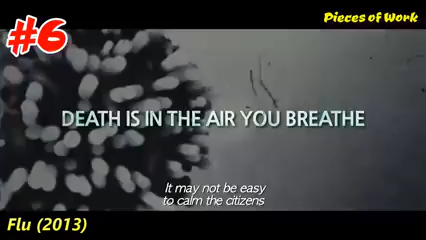 #6
Pieces of Work
DEATH IS IN THE AIR YOU BREATHE
It may not be easy
to calm the citizens
Flu (2013)